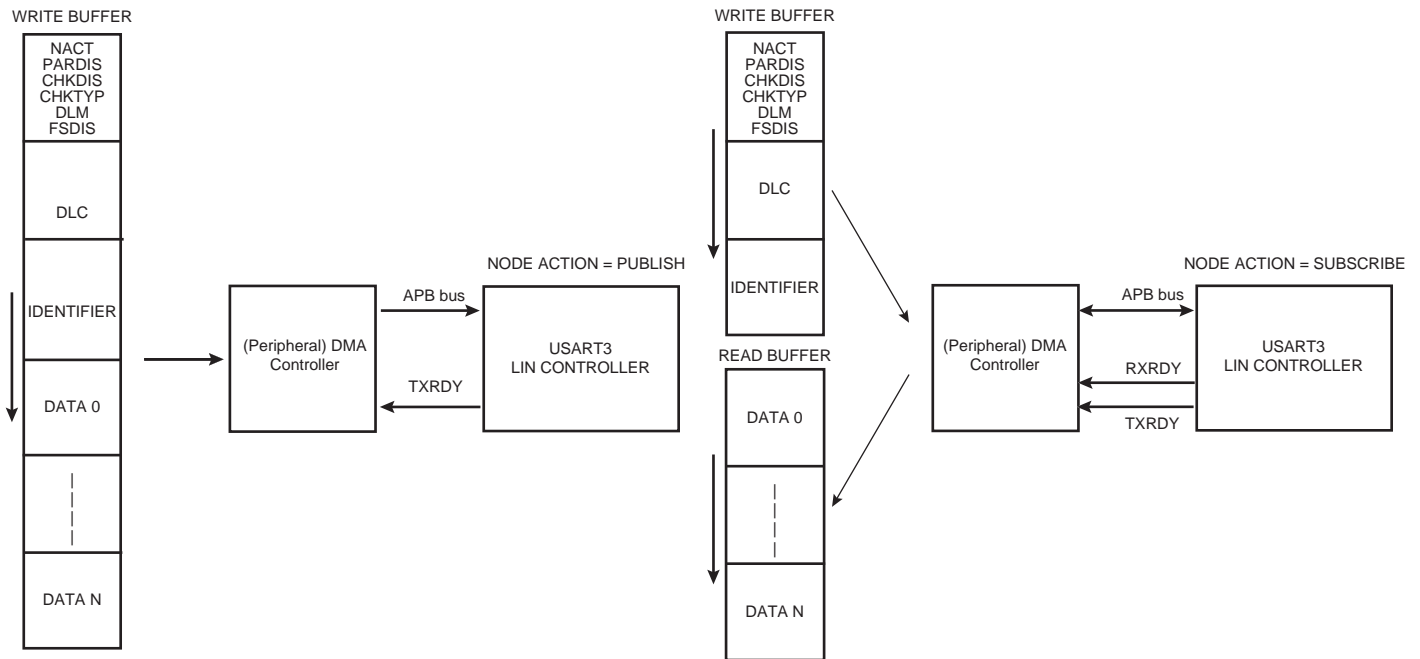 WRITE BUFFER
NACT
PARDIS
CHKDIS
CHKTYP
DLM
FSDIS
DLC
IDENTIFIER
DATA 0
DATA N
(Peripheral) DMA
Controller
APB bus
TXRDY
NODE ACTION = PUBLISH
USART3
LIN CONTROLLER
WRITE BUFFER
NACT
PARDIS
CHKDIS
CHKTYP
DLM
FSDIS
DLC
IDENTIFIER
READ BUFFER
DATA 0
DATA N
(Peripheral) DMA
Controller
APB bus
RXRDY
TXRDY
NODE ACTION = SUBSCRIBE
USART3
LIN CONTROLLER